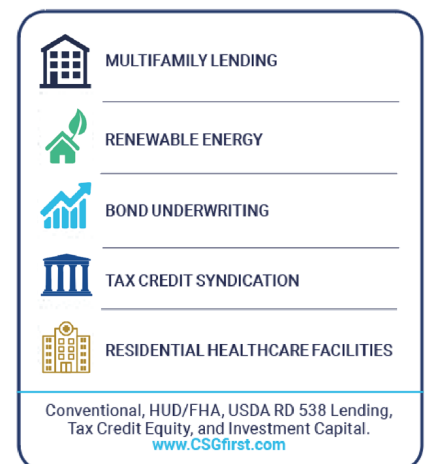 MULTIFAMILY LENDING
RENEWABLE ENERGY
BOND UNDERWRITING
TAX CREDIT SYNDICATION
RESIDENTIAL HEALTHCARE FACILITIES
Conventional, HUD/FHA, USDA RD 538 Lending,
Tax Credit Equity, and Investment Capital.
www.CSGfirst.com